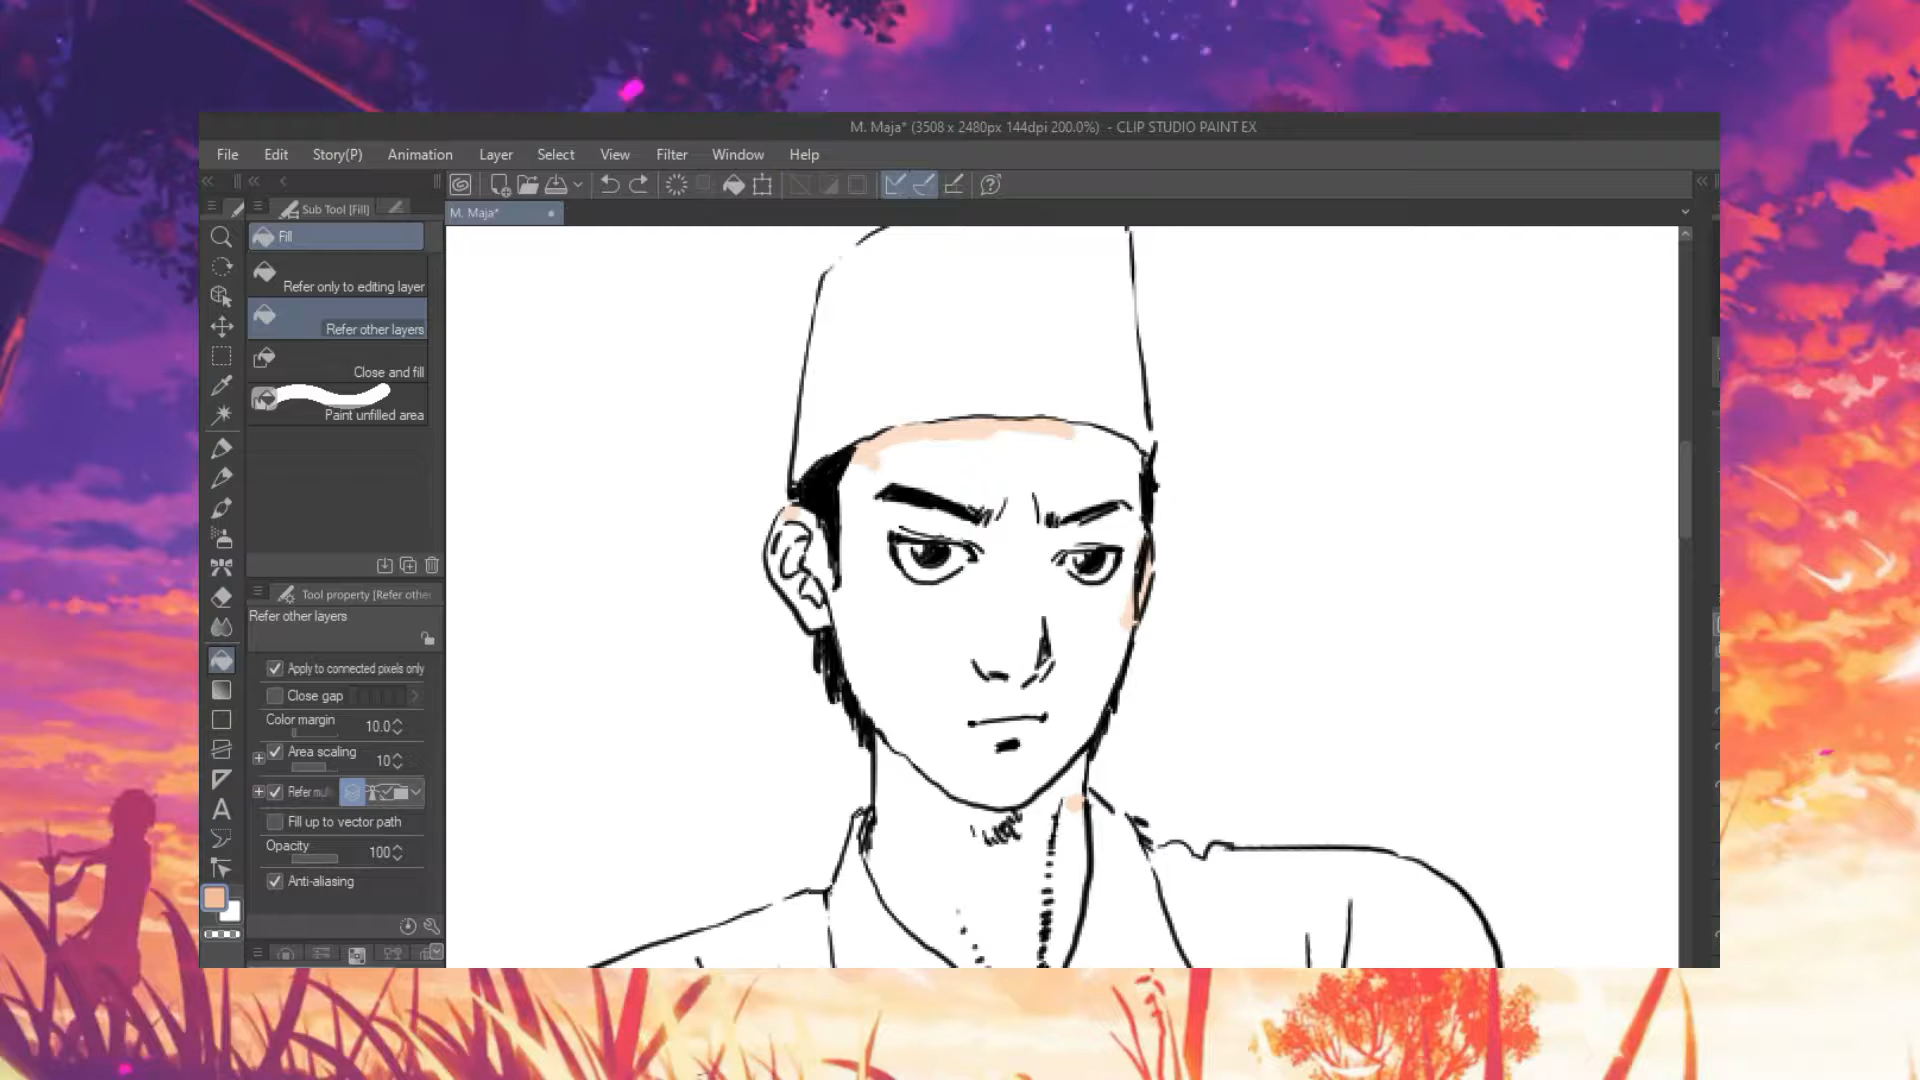 M. Maja* (3508 x 2480px 144dpi 200.0%) - CLIP STUDIO PAINT EX
File Edit Story(P) Animation Layer Select View Filter Window Help
Sub Tool [Fill]
M. Maja*
Fill
Refer only to editing layer
Refer other layers
Close and fill
Paint unfilled area
Tool property [Refer other
Refer other layers
Apply to connected pixels only
Close gap
Color margin 10.0
Area scaling 10
Refer mul
Fill up to vector path
Opacity 100
Anti-aliasing
A